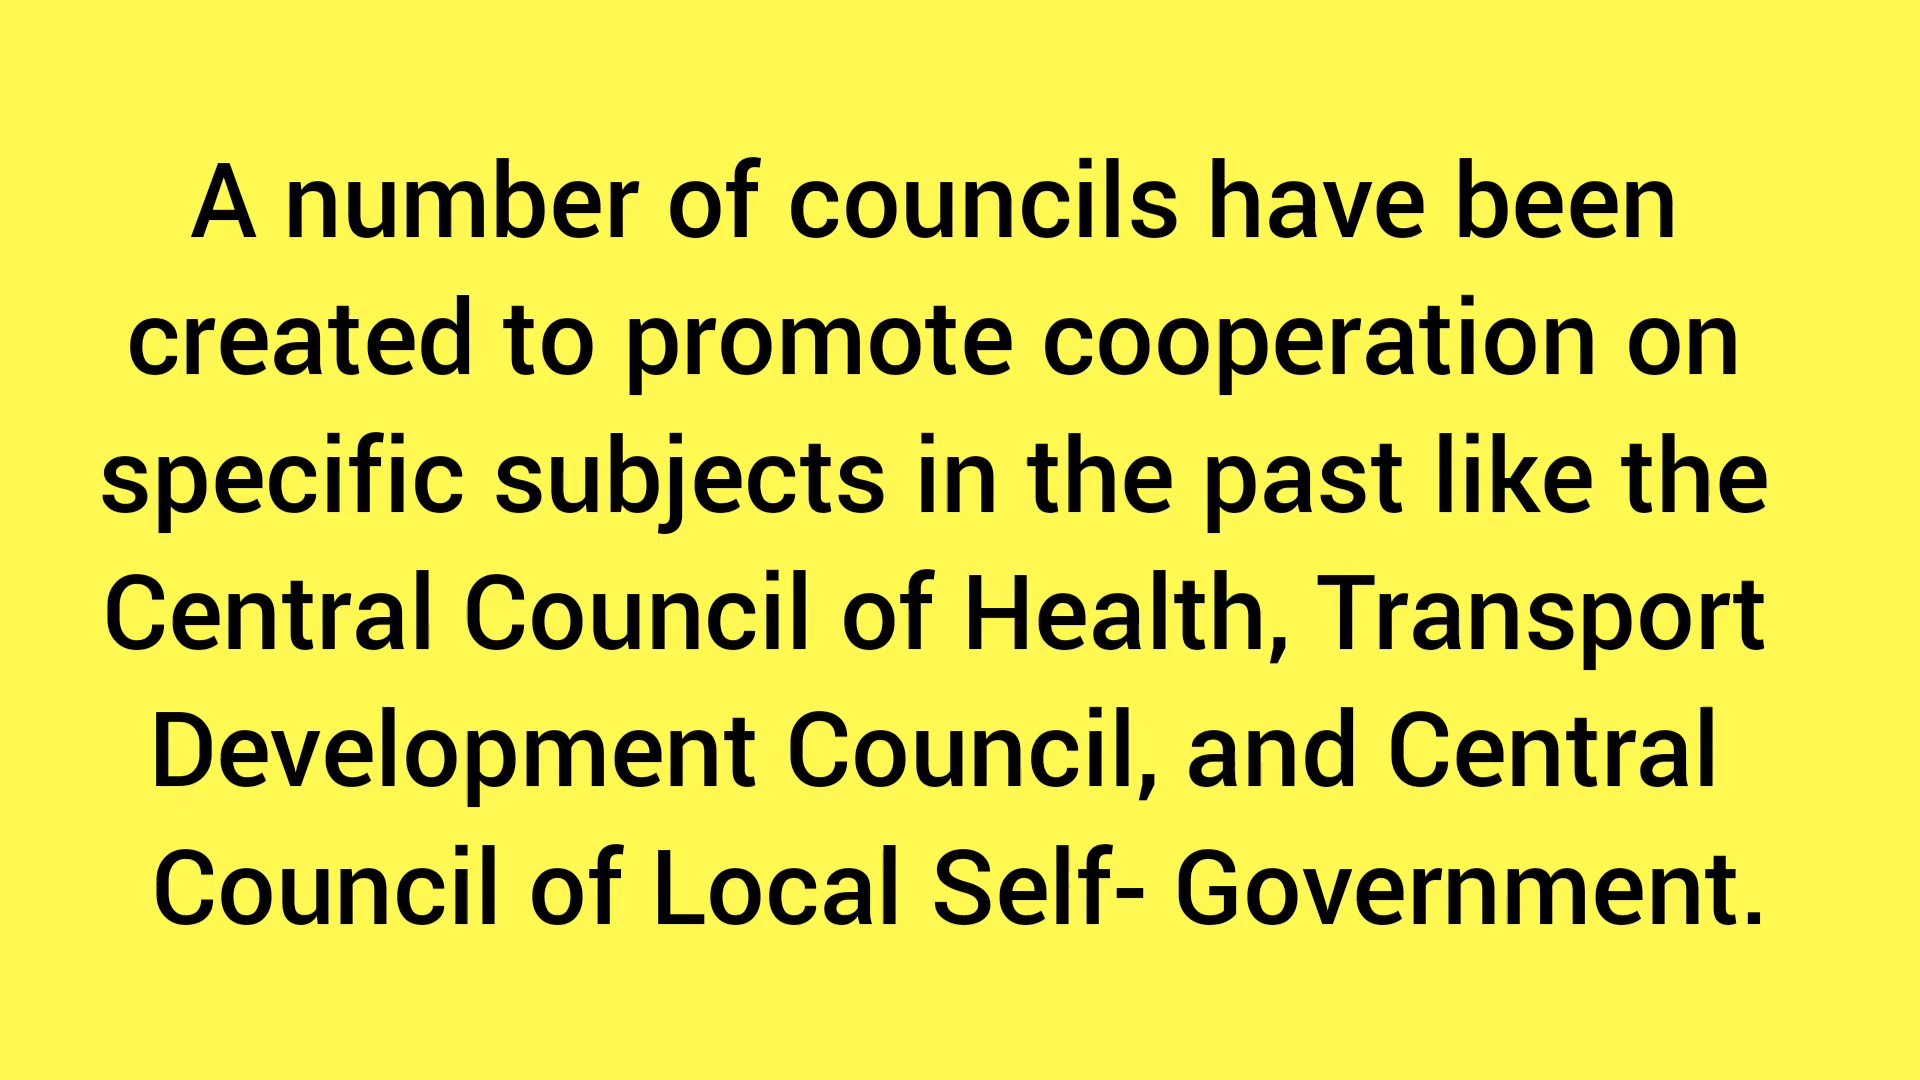 A number of councils have been
created to promote cooperation on
specific subjects in the past like the
Central Council of Health, Transport
Development Council, and Central
Council of Local Self- Government.